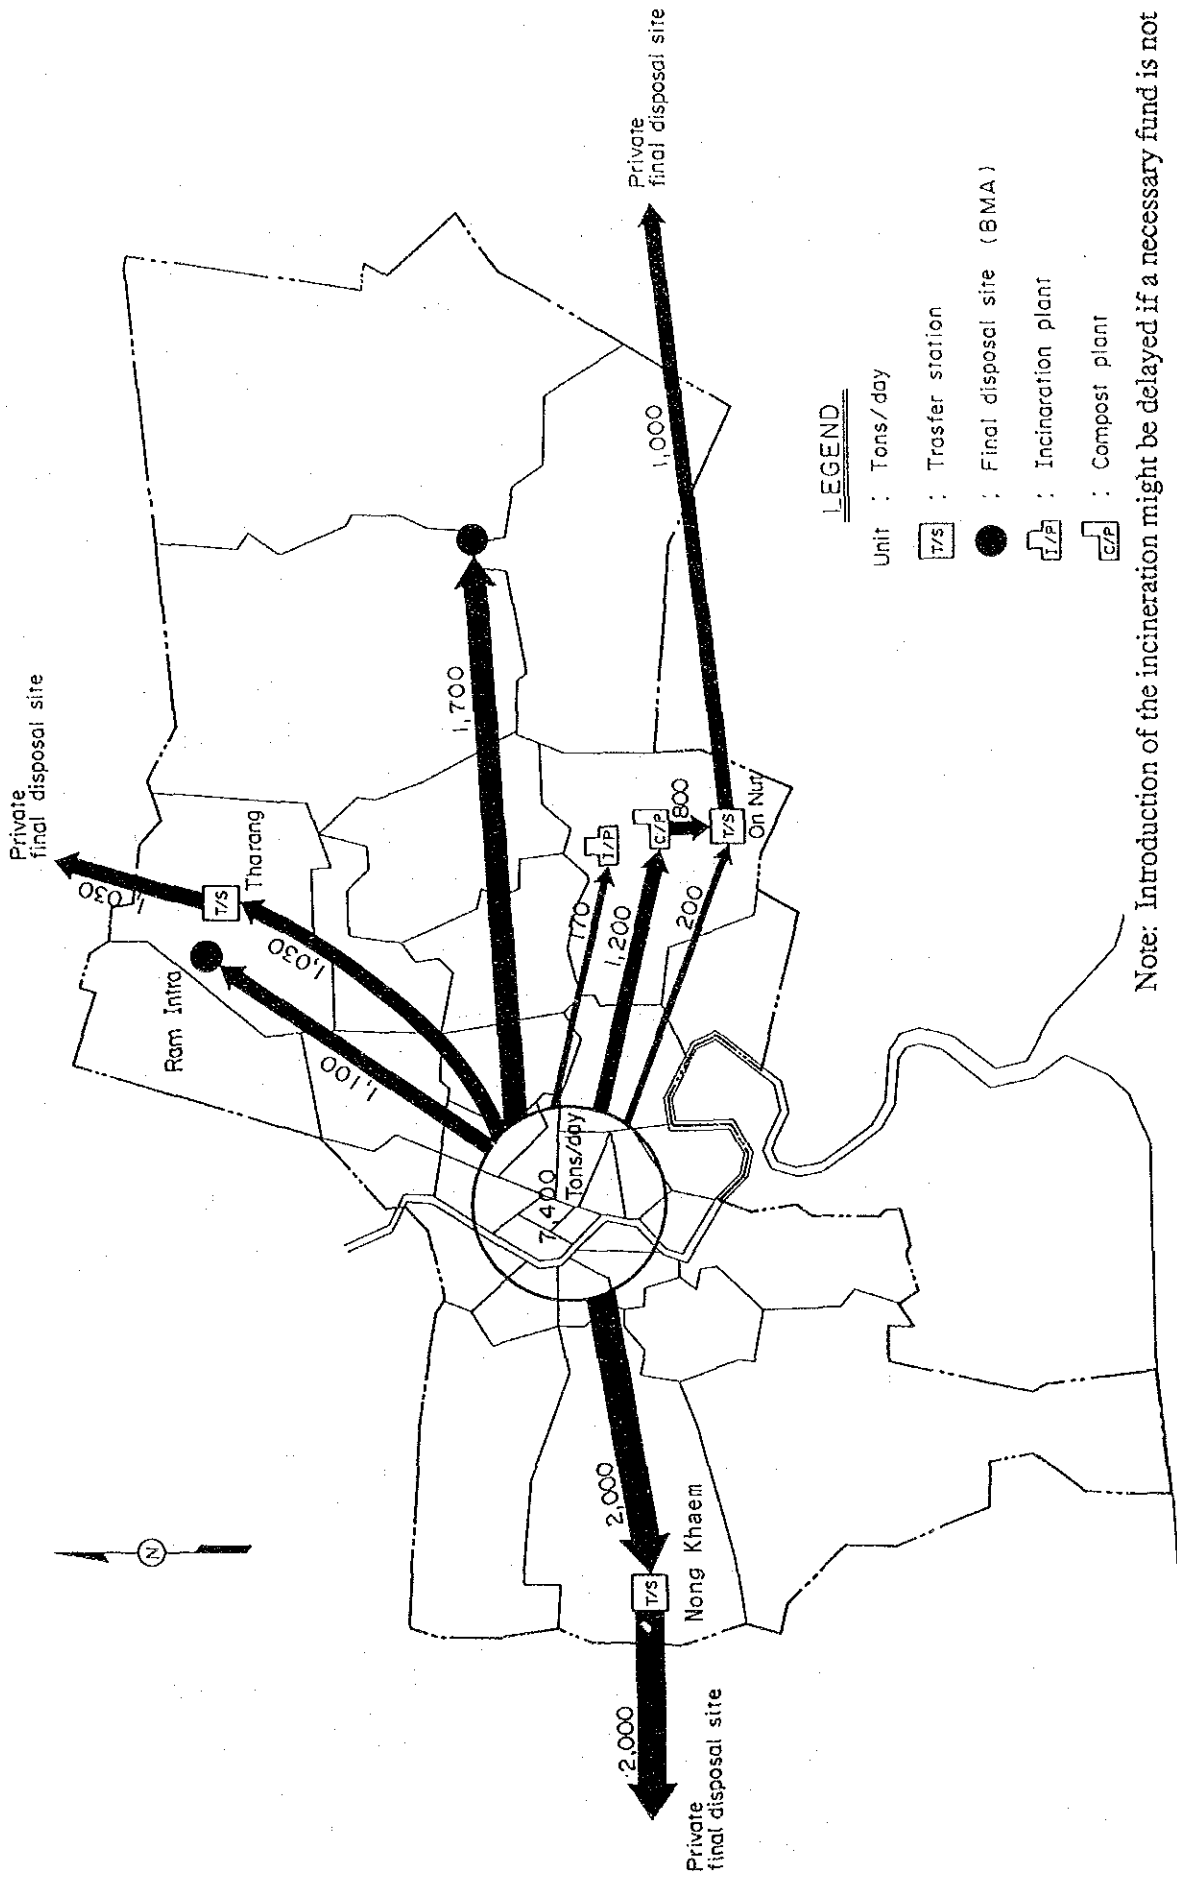 N
Private
final disposal site
1,030
T/S
Tharang
Ram Intra
1,030
1,100
1,700
7,400
Tons/day
170
I/P
1,200
C/P
800
200
T/S
On Nut
1,000
Private
final disposal site
2,000
T/S
Nong Khaem
2,000
Private
final disposal site
LEGEND
Unit : Tons/day
T/S : Trasfer station
: Final disposal site (BMA)
I/P : Incinaration plant
C/P : Compost plant
Note: Introduction of the incineration might be delayed if a necessary fund is not